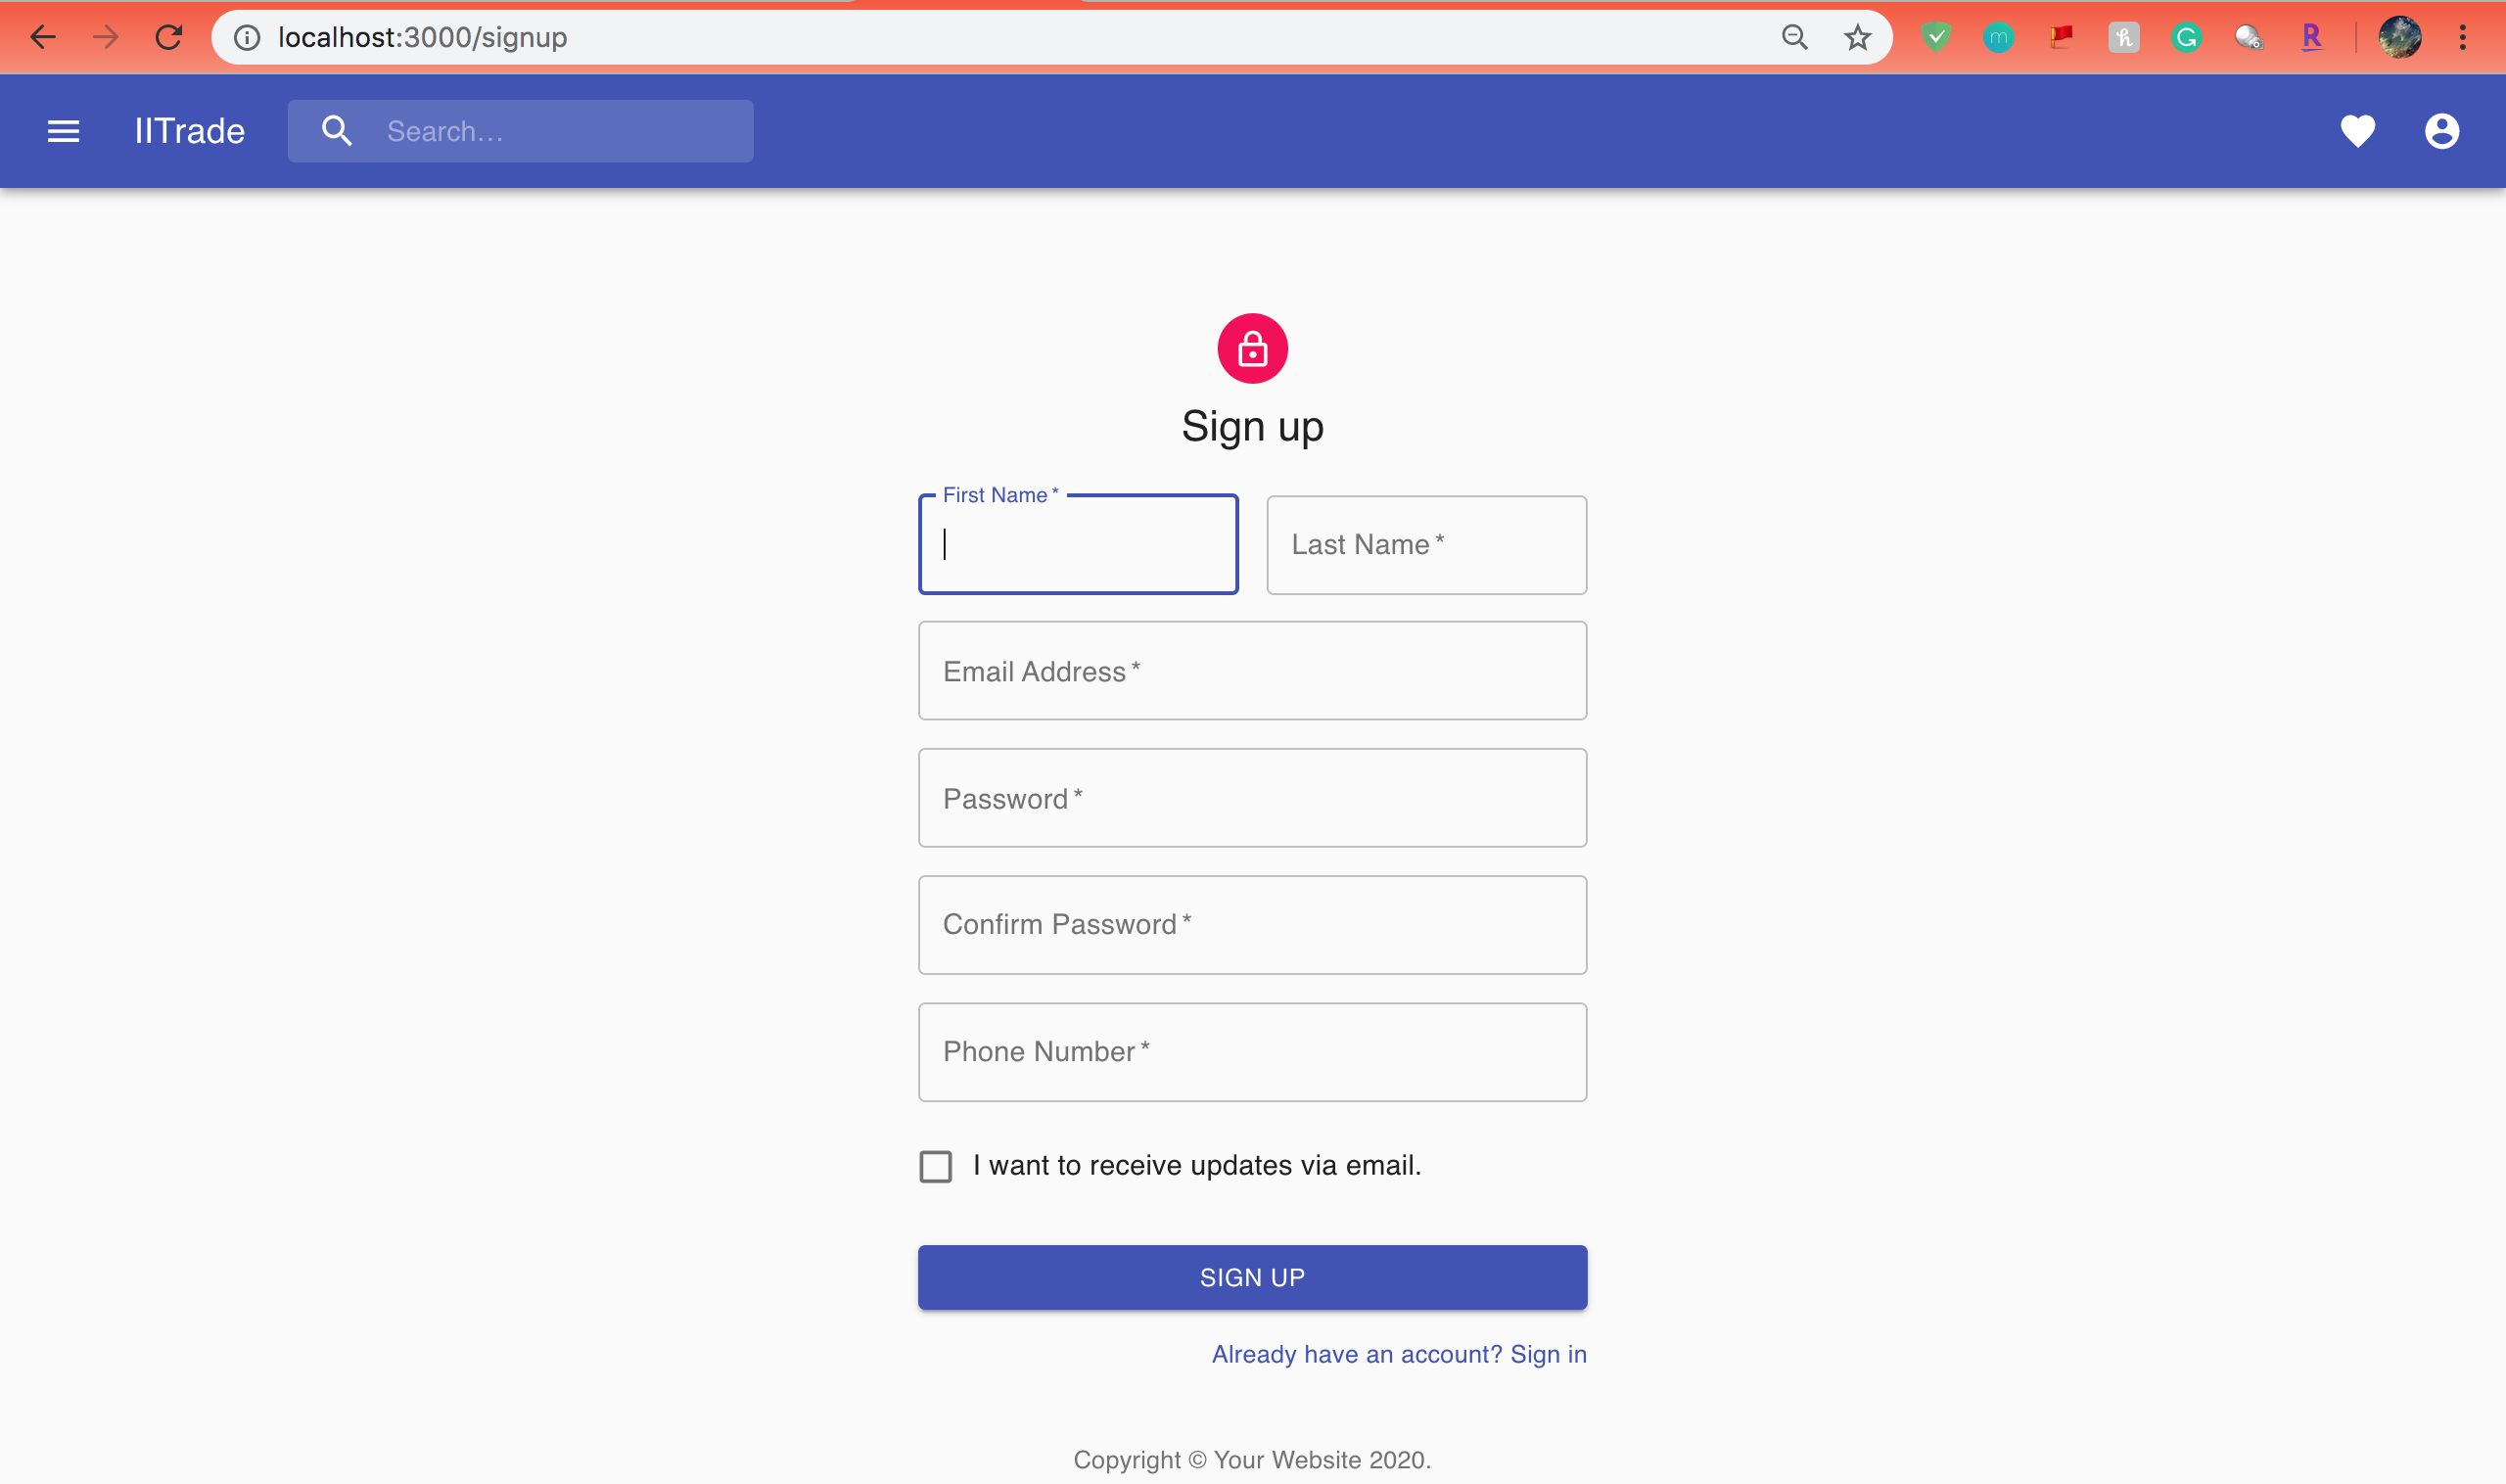 localhost:3000/signup
IITrade
Search...
Sign up
First Name *
Last Name *
Email Address *
Password *
Confirm Password *
Phone Number *
I want to receive updates via email.
SIGN UP
Already have an account? Sign in
Copyright © Your Website 2020.